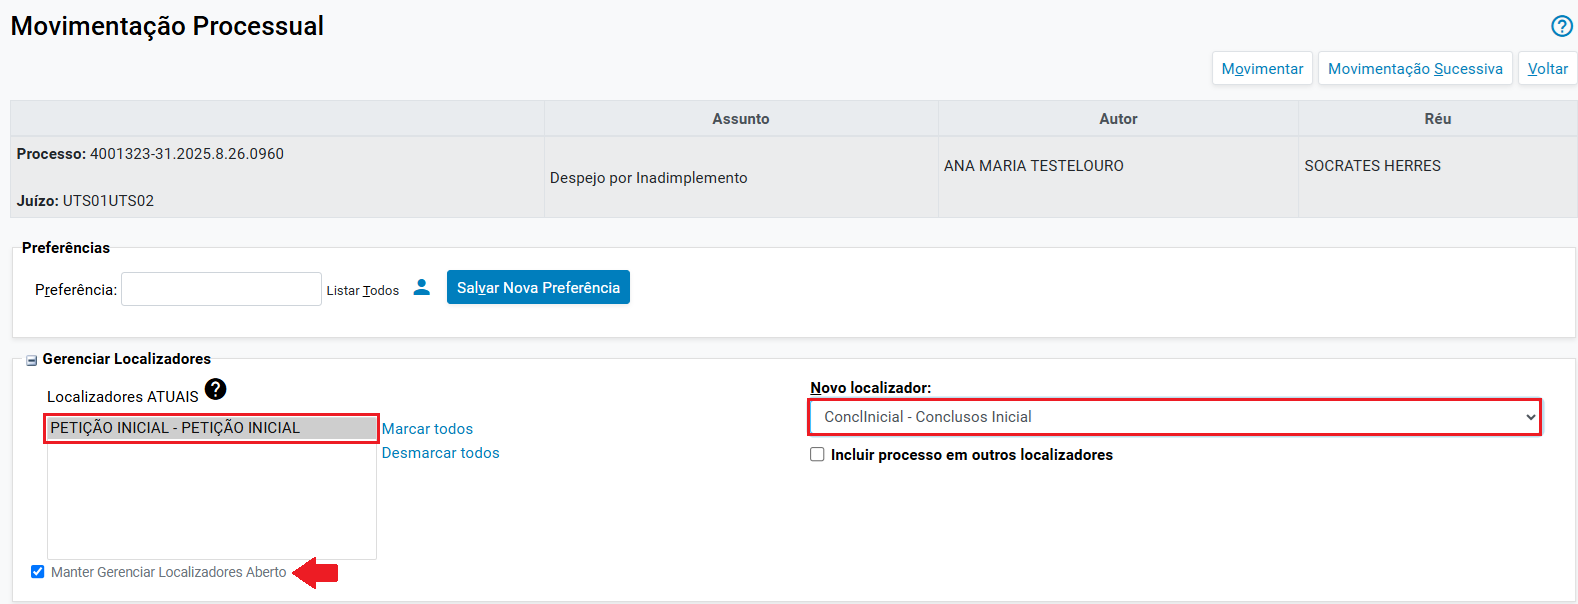 Movimentação Processual
?
Movimentar
Movimentação Sucessiva
Voltar
Assunto
Autor
Réu
Processo: 4001323-31.2025.8.26.0960
Juízo: UTS01UTS02
Despejo por Inadimplemento
ANA MARIA TESTELOURO
SOCRATES HERRES
Preferências
Preferência:
Listar Todos
Salvar Nova Preferência
Gerenciar Localizadores
Localizadores ATUAIS ?
PETIÇÃO INICIAL - PETIÇÃO INICIAL
Marcar todos
Desmarcar todos
Manter Gerenciar Localizadores Aberto
Novo localizador:
ConclInicial - Conclusos Inicial
Incluir processo em outros localizadores